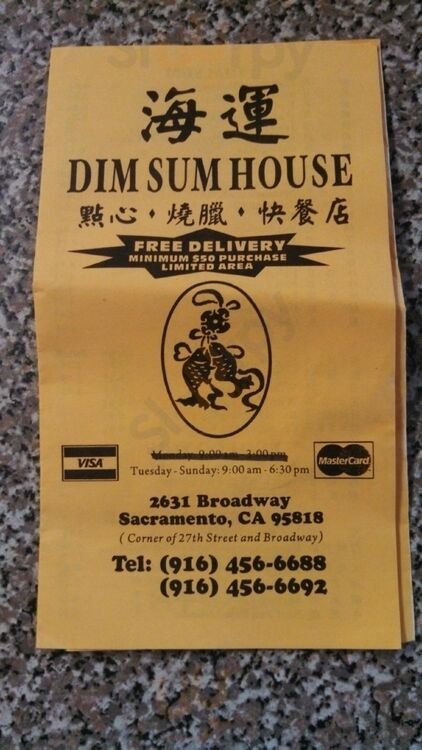 海運
DIM SUM HOUSE
點心・燒臘・快餐店
FREE DELIVERY
MINIMUM $50 PURCHASE
LIMITED AREA
VISA
MasterCard
Monday: 9:00 am - 3:00 pm
Tuesday - Sunday: 9:00 am - 6:30 pm
2631 Broadway
Sacramento, CA 95818
( Corner of 27th Street and Broadway)
Tel: (916) 456-6688
(916) 456-6692